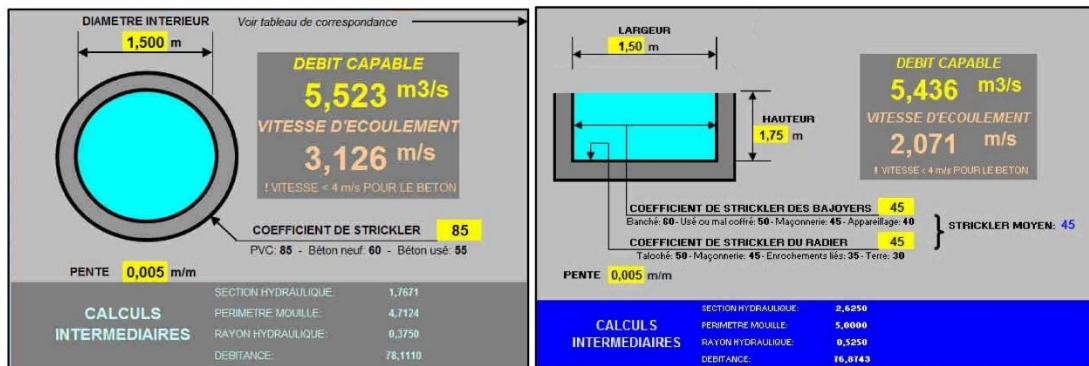 DIAMETRE INTERIEUR
Voir tableau de correspondance
1,500 m
DEBIT CAPABLE
5,523 m3/s
VITESSE D'ECOULEMENT
3,126 m/s
! VITESSE < 4 m/s POUR LE BETON
COEFFICIENT DE STRICKLER 85
PVC: 85 - Béton neuf: 60 - Béton usé: 55
PENTE 0,005 m/m
CALCULS INTERMEDIAIRES
SECTION HYDRAULIQUE: 1,7671
PERIMETRE MOUILLE: 4,7124
RAYON HYDRAULIQUE: 0,3750
DEBITANCE: 78,1110
LARGEUR
1,50 m
DEBIT CAPABLE
5,436 m3/s
VITESSE D'ECOULEMENT
2,071 m/s
! VITESSE < 4 m/s POUR LE BETON
HAUTEUR
1,75 m
COEFFICIENT DE STRICKLER DES BAJOYERS 45
Banché: 60 - Usé ou mal coffré: 50 - Maçonnerie: 45 - Appareillage: 40
STRICKLER MOYEN: 45
COEFFICIENT DE STRICKLER DU RADIER 45
Taloché: 50 - Maçonnerie: 45 - Enrochements liés: 35 - Terre: 30
PENTE 0,005 m/m
CALCULS INTERMEDIAIRES
SECTION HYDRAULIQUE: 2,6250
PERIMETRE MOUILLE: 5,0000
RAYON HYDRAULIQUE: 0,5250
DEBITANCE: 76,8743